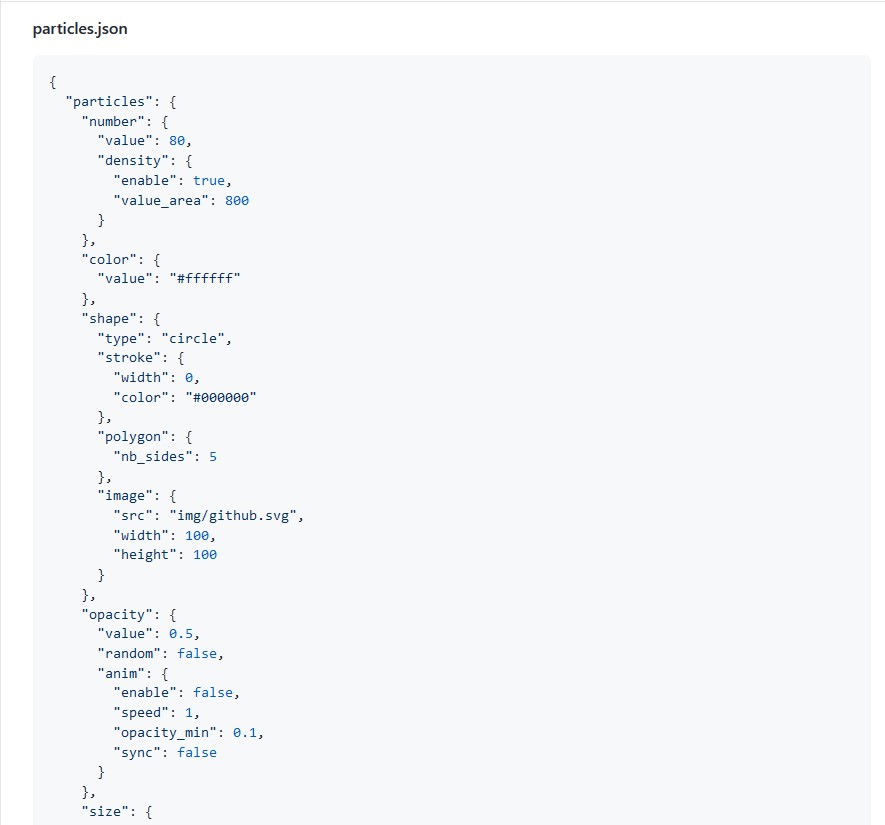 particles.json
{
  "particles": {
    "number": {
      "value": 80,
      "density": {
        "enable": true,
        "value_area": 800
      }
    },
    "color": {
      "value": "#ffffff"
    },
    "shape": {
      "type": "circle",
      "stroke": {
        "width": 0,
        "color": "#000000"
      },
      "polygon": {
        "nb_sides": 5
      },
      "image": {
        "src": "img/github.svg",
        "width": 100,
        "height": 100
      }
    },
    "opacity": {
      "value": 0.5,
      "random": false,
      "anim": {
        "enable": false,
        "speed": 1,
        "opacity_min": 0.1,
        "sync": false
      }
    },
    "size": {